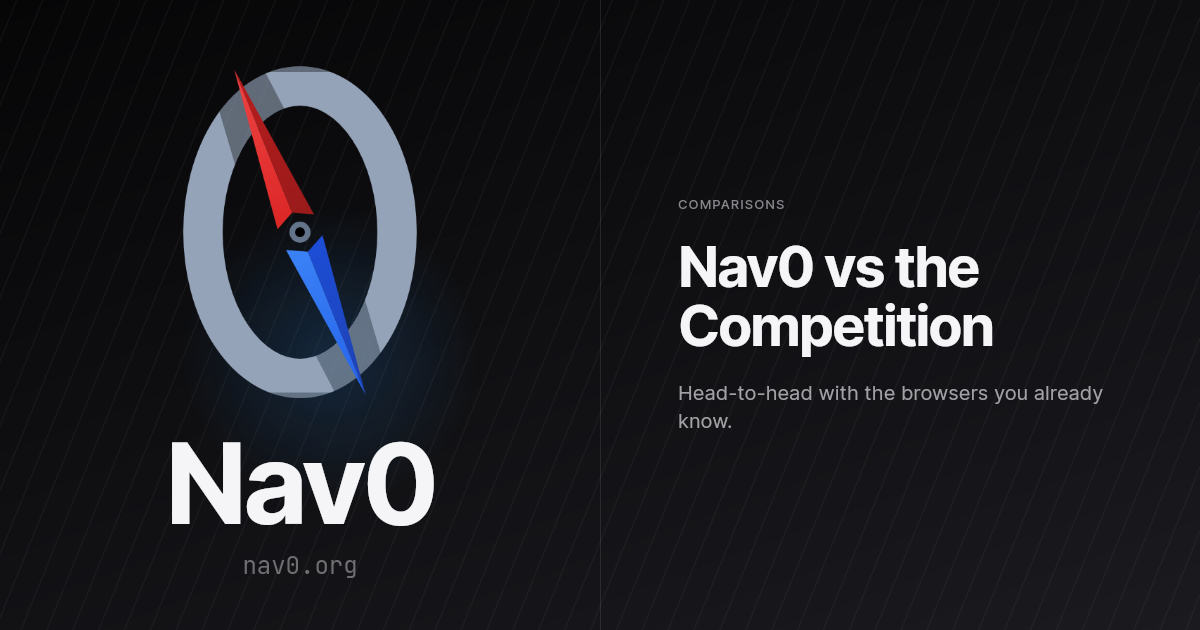 Nav0
nav0.org
COMPARISONS
Nav0 vs the
Competition
Head-to-head with the browsers you already
know.